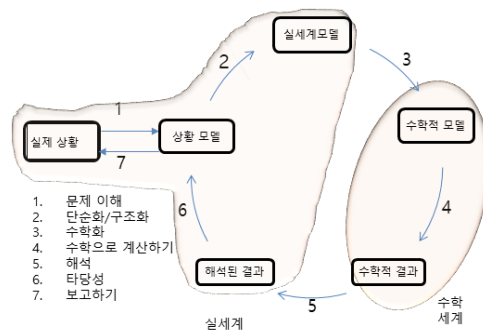 실세계모델
2
3
1
실제 상황
상황 모델
수학적 모델
7
6
4
1. 문제 이해
2. 단순화/구조화
3. 수학화
4. 수학으로 계산하기
5. 해석
6. 타당성
7. 보고하기
해석된 결과
수학적 결과
5
실세계
수학
세계